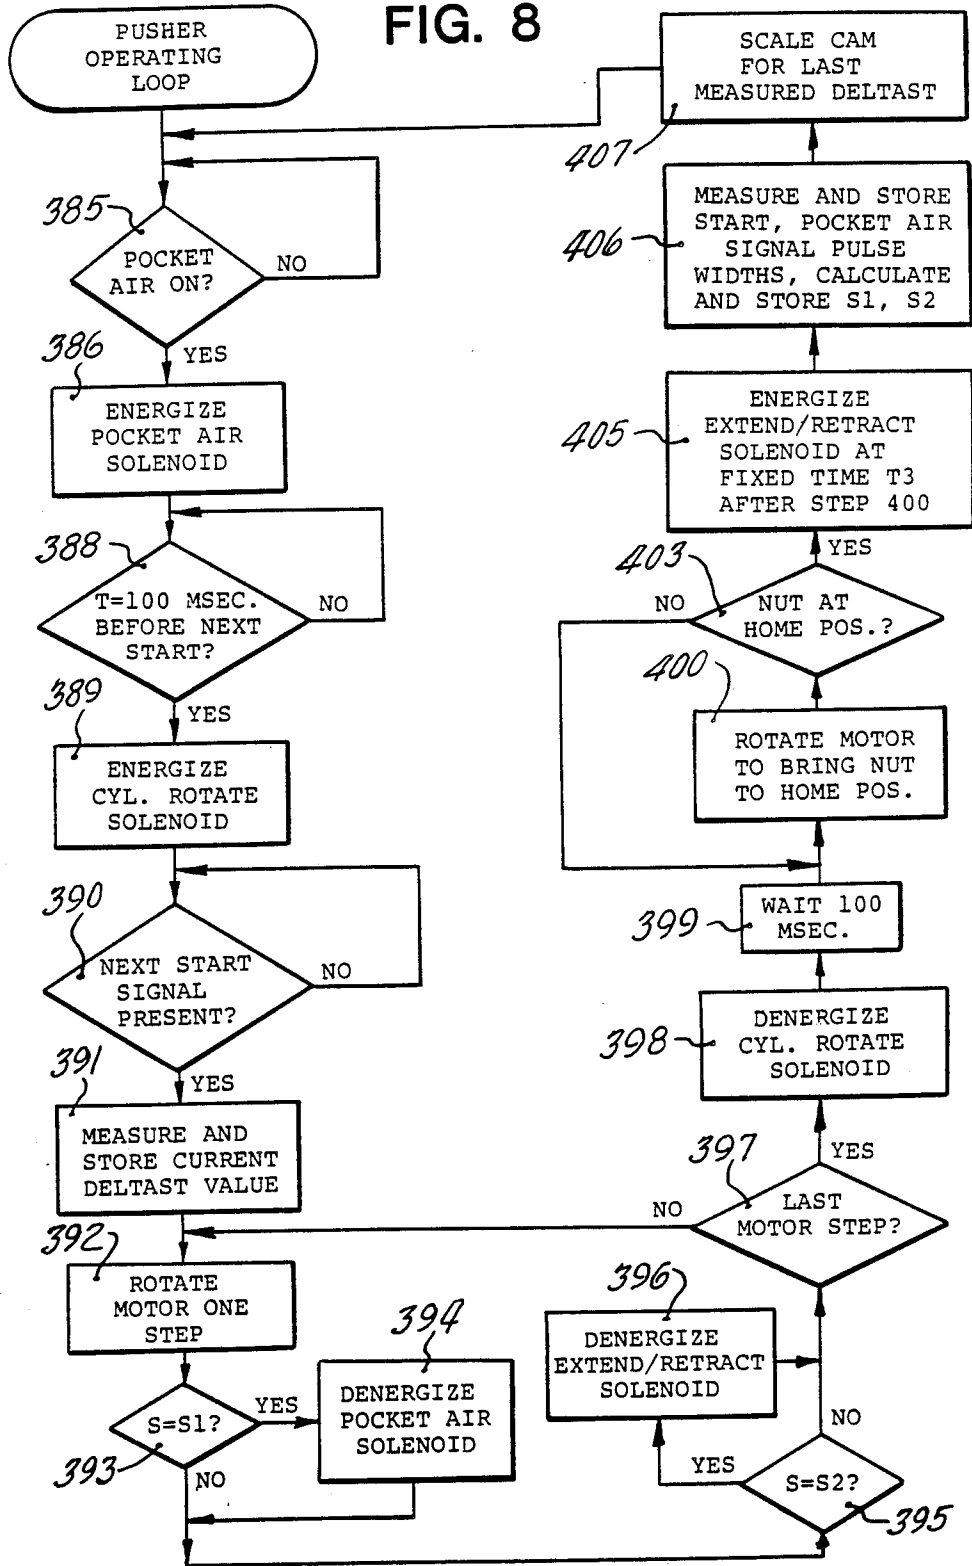 FIG. 8
PUSHER
OPERATING
LOOP
385
POCKET
AIR ON?
NO
YES
386
ENERGIZE
POCKET AIR
SOLENOID
388
T=100 MSEC.
BEFORE NEXT
START?
NO
YES
389
ENERGIZE
CYL. ROTATE
SOLENOID
390
NEXT START
SIGNAL
PRESENT?
NO
YES
391
MEASURE AND
STORE CURRENT
DELTAST VALUE
392
ROTATE
MOTOR ONE
STEP
393
S=S1?
YES
NO
394
DENERGIZE
POCKET AIR
SOLENOID
395
S=S2?
YES
NO
396
DENERGIZE
EXTEND/RETRACT
SOLENOID
397
LAST
MOTOR STEP?
NO
YES
398
DENERGIZE
CYL. ROTATE
SOLENOID
399
WAIT 100
MSEC.
400
ROTATE MOTOR
TO BRING NUT
TO HOME POS.
403
NUT AT
HOME POS.?
NO
YES
405
ENERGIZE
EXTEND/RETRACT
SOLENOID AT
FIXED TIME T3
AFTER STEP 400
406
MEASURE AND STORE
START, POCKET AIR
SIGNAL PULSE
WIDTHS, CALCULATE
AND STORE S1, S2
407
SCALE CAM
FOR LAST
MEASURED DELTAST